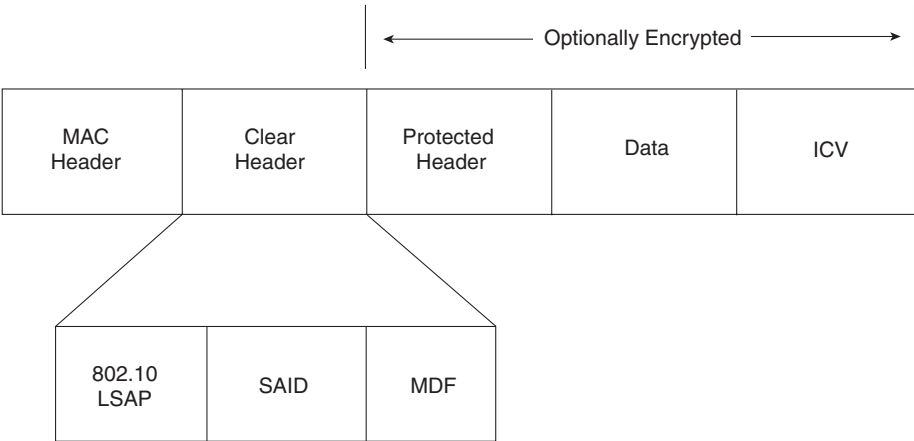 Optionally Encrypted
MAC
Header
Clear
Header
Protected
Header
Data
ICV
802.10
LSAP
SAID
MDF